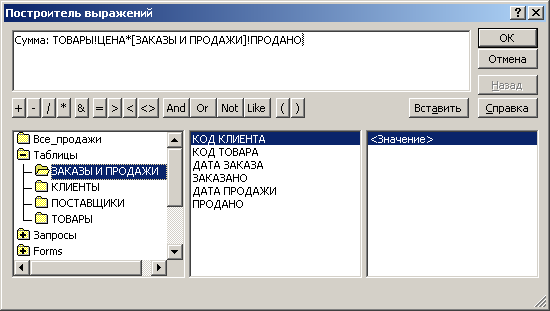 Построитель выражений
Сумма: ТОВАРЫ!ЦЕНА*[ЗАКАЗЫ И ПРОДАЖИ]!ПРОДАНО
ОК
Отмена
Назад
+ - / * & = > < <> And Or Not Like ( ) Вставить Справка
Все_продажи
Таблицы
ЗАКАЗЫ И ПРОДАЖИ
КЛИЕНТЫ
ПОСТАВЩИКИ
ТОВАРЫ
Запросы
Forms
КОД КЛИЕНТА
КОД ТОВАРА
ДАТА ЗАКАЗА
ЗАКАЗАНО
ДАТА ПРОДАЖИ
ПРОДАНО
<Значение>